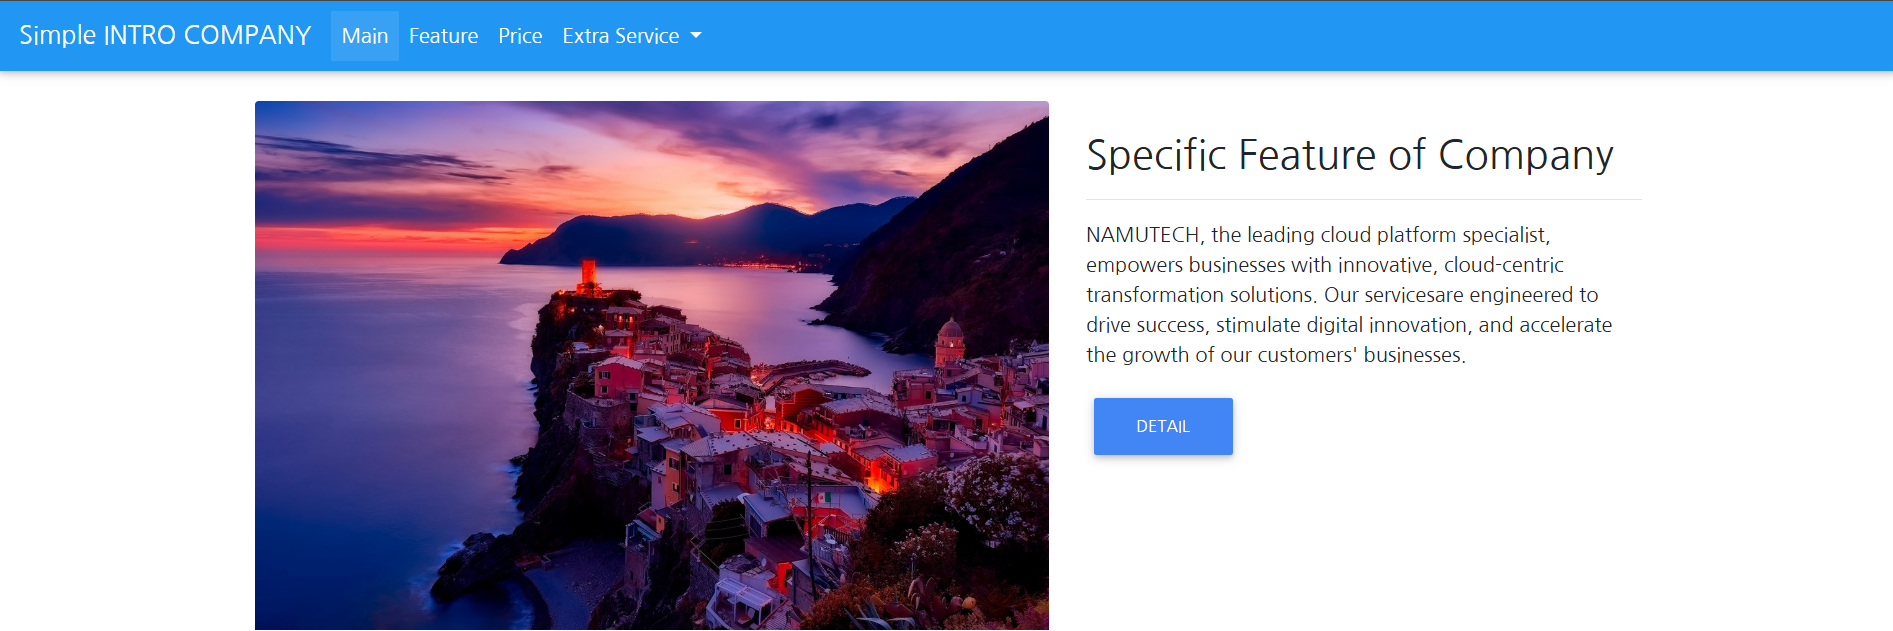 Simple INTRO COMPANY Main Feature Price Extra Service
Specific Feature of Company
NAMUTECH, the leading cloud platform specialist,
empowers businesses with innovative, cloud-centric
transformation solutions. Our servicesare engineered to
drive success, stimulate digital innovation, and accelerate
the growth of our customers' businesses.
DETAIL